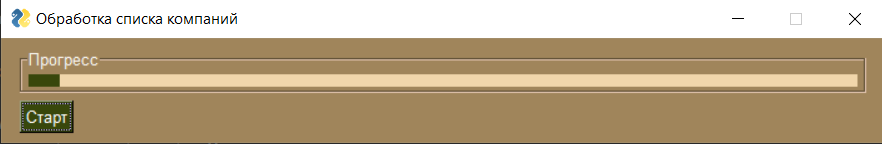 Обработка списка компаний
Прогресс
Старт